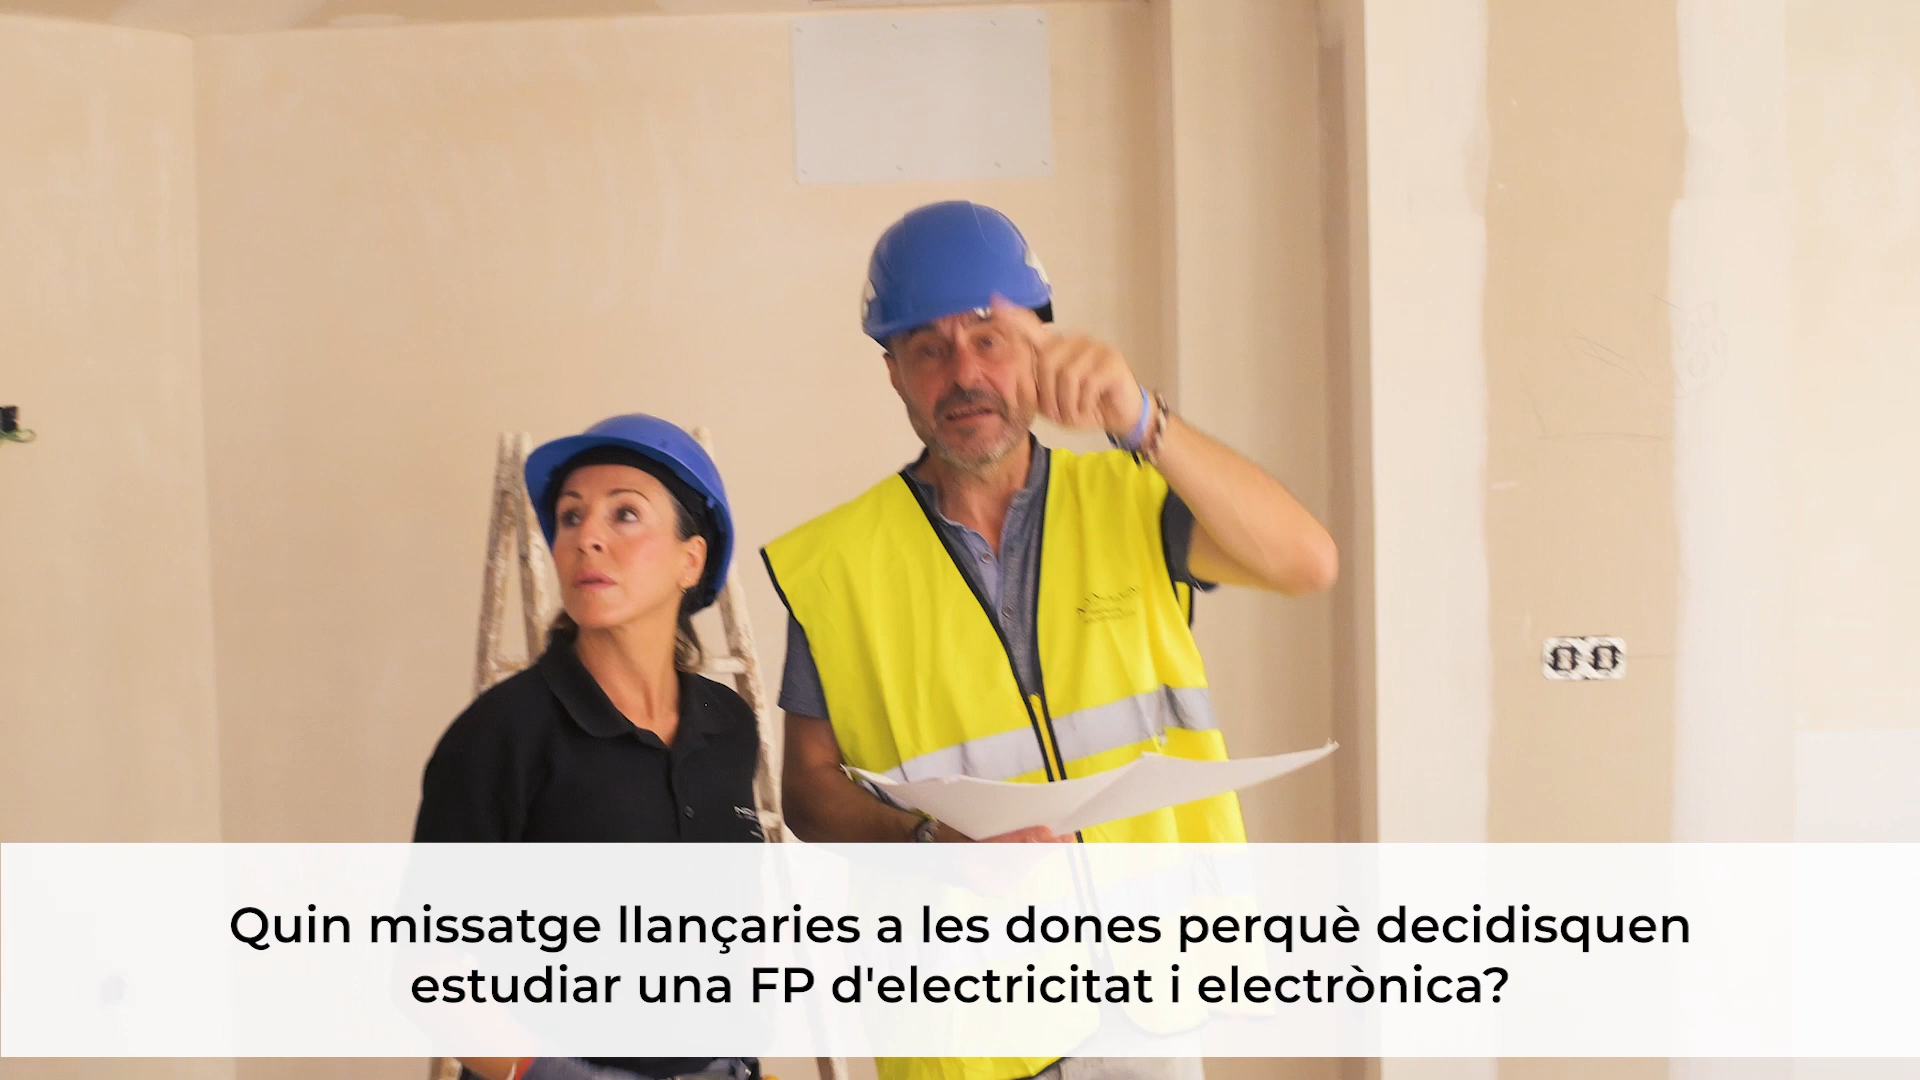 Quin missatge llançaries a les dones perquè decidisquen
estudiar una FP d'electricitat i electrònica?